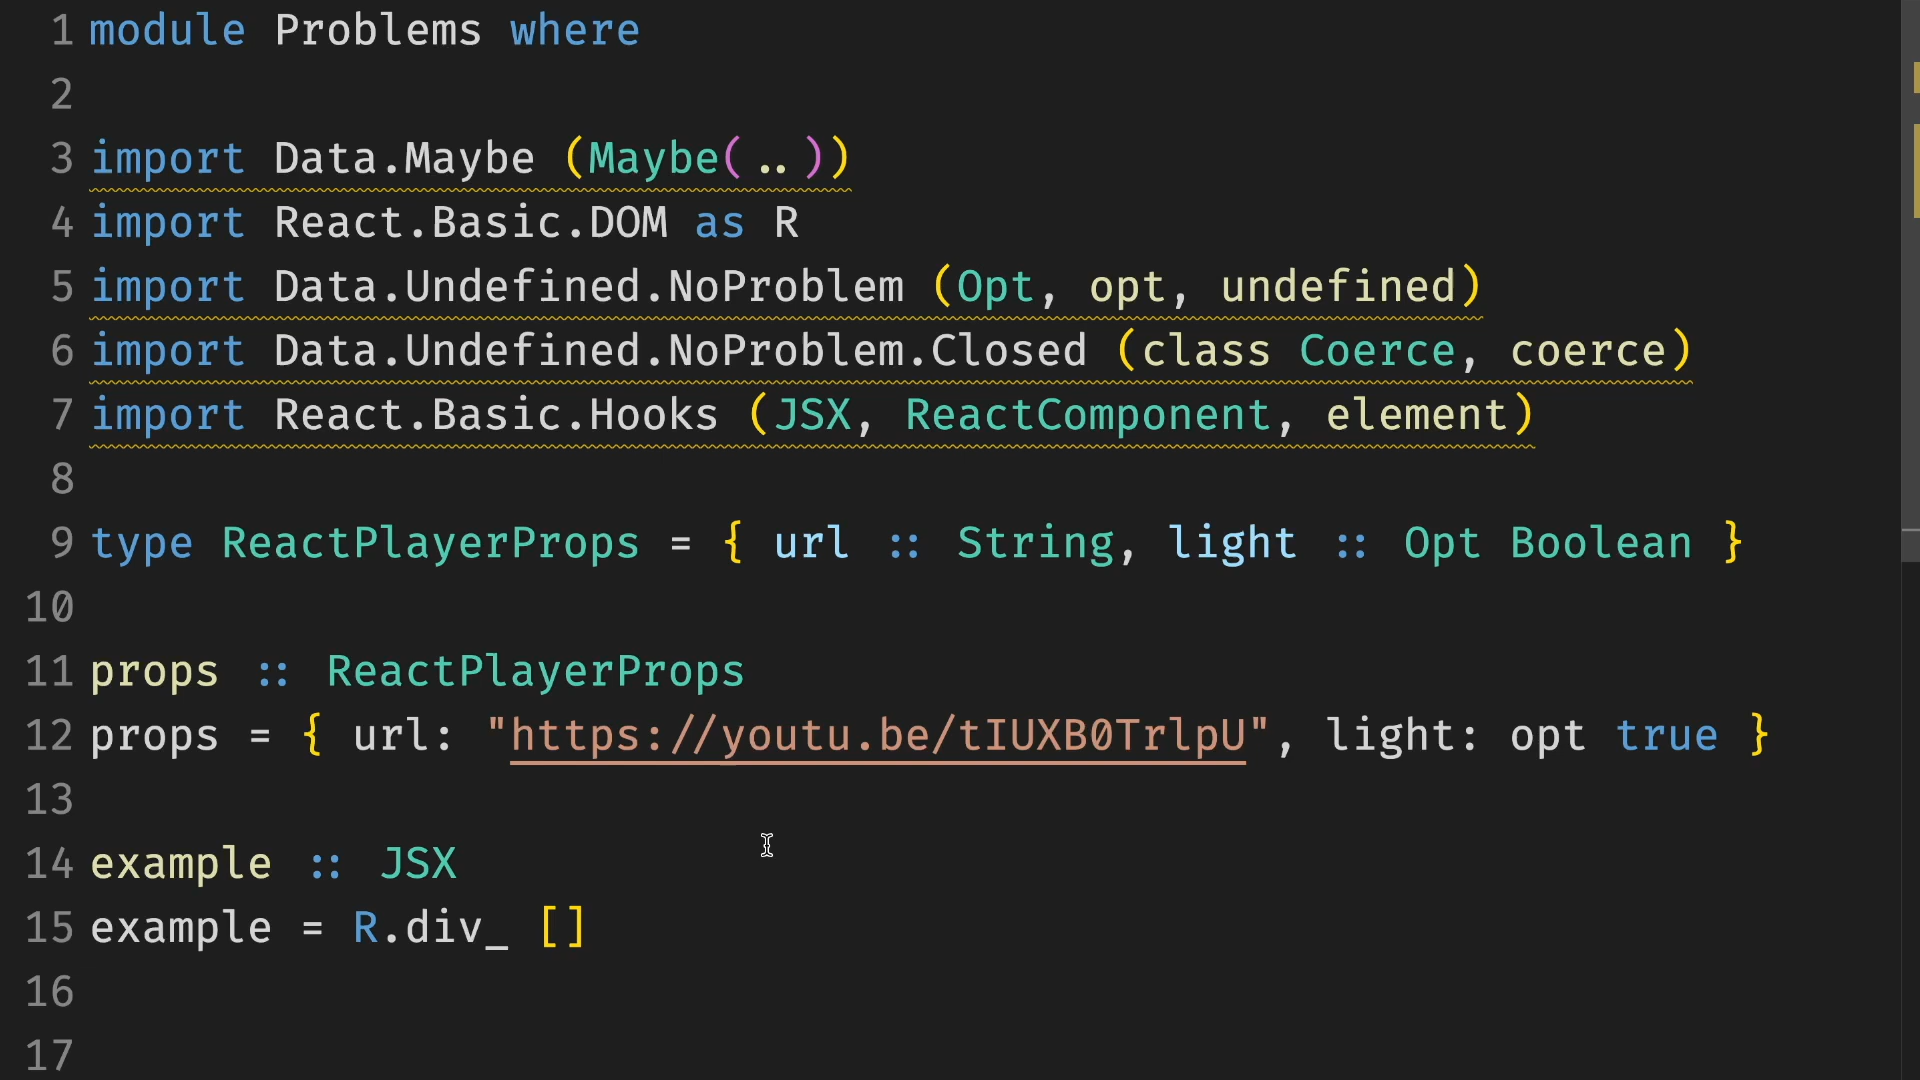 1 module Problems where
2
3 import Data.Maybe (Maybe(..))
4 import React.Basic.DOM as R
5 import Data.Undefined.NoProblem (Opt, opt, undefined)
6 import Data.Undefined.NoProblem.Closed (class Coerce, coerce)
7 import React.Basic.Hooks (JSX, ReactComponent, element)
8
9 type ReactPlayerProps = { url :: String, light :: Opt Boolean }
10
11 props :: ReactPlayerProps
12 props = { url: "https://youtu.be/tIUXB0TrlpU", light: opt true }
13
14 example :: JSX
15 example = R.div_ []
16
17